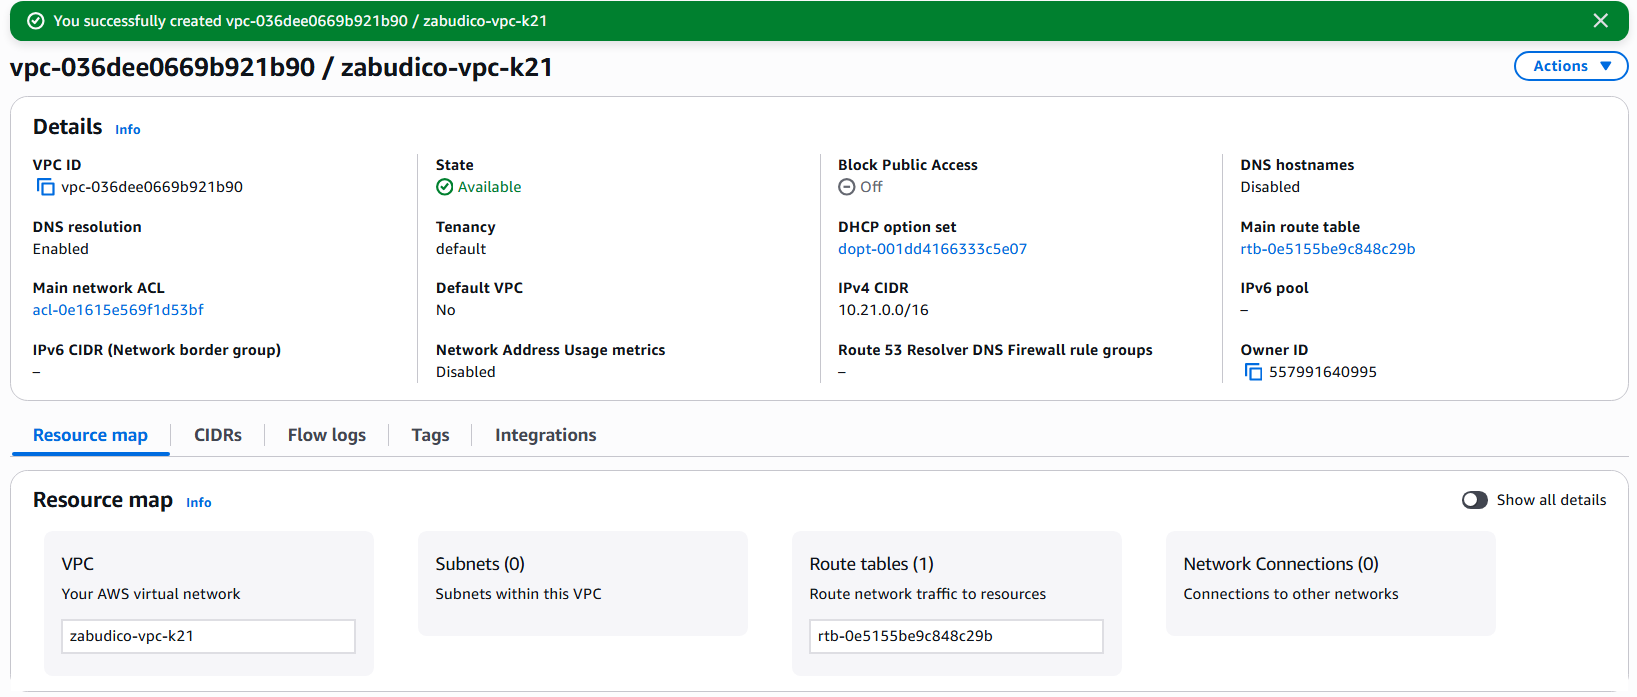 You successfully created vpc-036dee0669b921b90 / zabudico-vpc-k21
vpc-036dee0669b921b90 / zabudico-vpc-k21
Actions
Details Info
VPC ID
vpc-036dee0669b921b90
State
Available
Block Public Access
Off
DNS hostnames
Disabled
DNS resolution
Enabled
Tenancy
default
DHCP option set
dopt-001dd4166333c5e07
Main route table
rtb-0e5155be9c848c29b
Main network ACL
acl-0e1615e569f1d53bf
Default VPC
No
IPv4 CIDR
10.21.0.0/16
IPv6 pool
–
IPv6 CIDR (Network border group)
–
Network Address Usage metrics
Disabled
Route 53 Resolver DNS Firewall rule groups
–
Owner ID
557991640995
Resource map
CIDRs
Flow logs
Tags
Integrations
Resource map Info
Show all details
VPC
Your AWS virtual network
zabudico-vpc-k21
Subnets (0)
Subnets within this VPC
Route tables (1)
Route network traffic to resources
rtb-0e5155be9c848c29b
Network Connections (0)
Connections to other networks